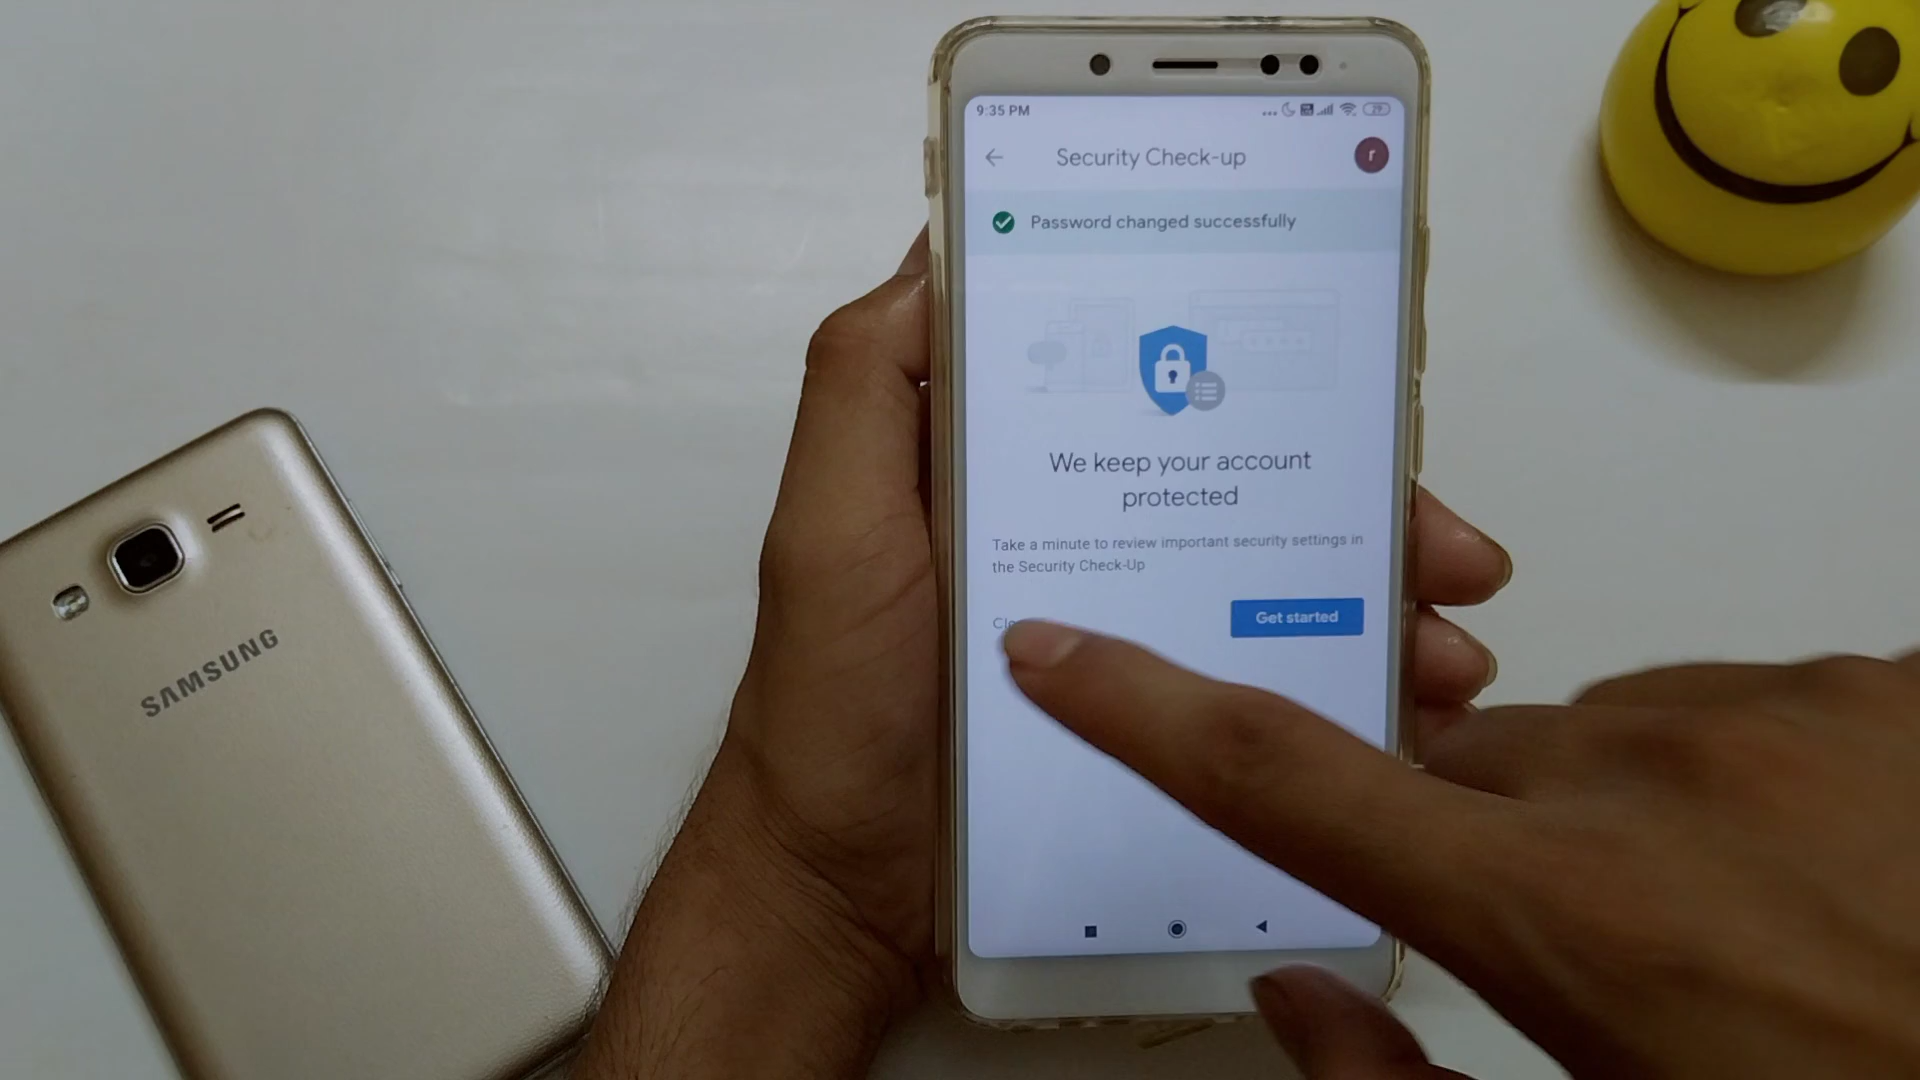 9:35 PM
29
Security Check-up
r
Password changed successfully
We keep your account
protected
Take a minute to review important security settings in
the Security Check-Up
Get started
SAMSUNG